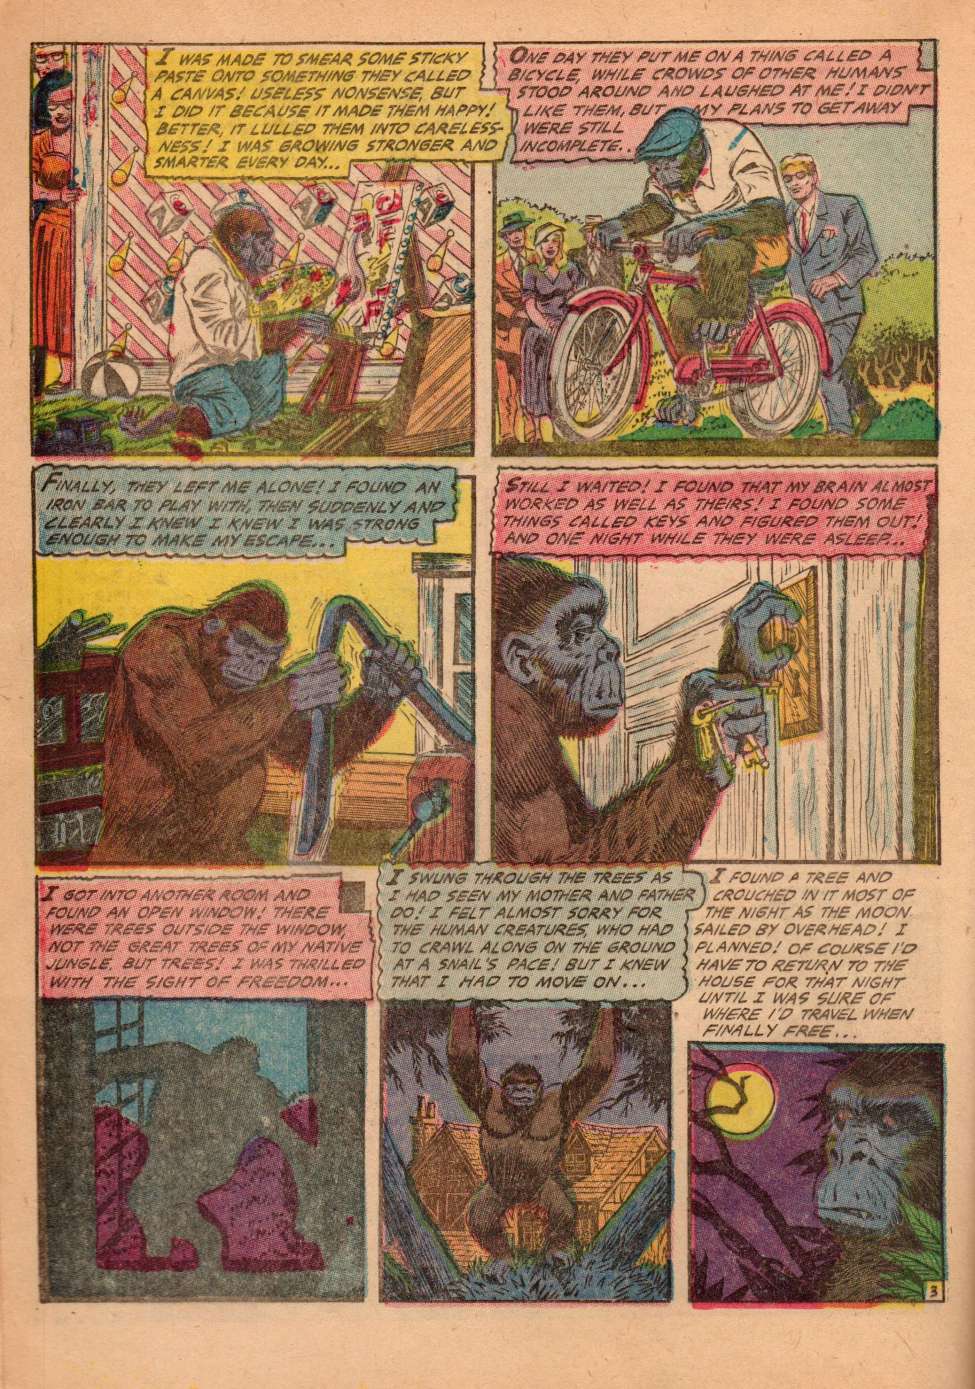 I WAS MADE TO SMEAR SOME STICKY
PASTE ONTO SOMETHING THEY CALLED
A CANVAS! USELESS NONSENSE, BUT
I DID IT BECAUSE IT MADE THEM HAPPY!
BETTER, IT LULLED THEM INTO CARELESS-
NESS! I WAS GROWING STRONGER AND
SMARTER EVERY DAY...
ONE DAY THEY PUT ME ON A THING CALLED A
BICYCLE, WHILE CROWDS OF OTHER HUMANS
STOOD AROUND AND LAUGHED AT ME! I DIDN'T
LIKE THEM, BUT MY PLANS TO GET AWAY
WERE STILL
INCOMPLETE...
FINALLY, THEY LEFT ME ALONE! I FOUND AN
IRON BAR TO PLAY WITH, THEN SUDDENLY AND
CLEARLY I KNEW I KNEW I WAS STRONG
ENOUGH TO MAKE MY ESCAPE...
STILL I WAITED! I FOUND THAT MY BRAIN ALMOST
WORKED AS WELL AS THEIRS! I FOUND SOME
THINGS CALLED KEYS AND FIGURED THEM OUT!
AND ONE NIGHT WHILE THEY WERE ASLEEP...
I GOT INTO ANOTHER ROOM AND
FOUND AN OPEN WINDOW! THERE
WERE TREES OUTSIDE THE WINDOW,
NOT THE GREAT TREES OF MY NATIVE
JUNGLE, BUT TREES! I WAS THRILLED
WITH THE SIGHT OF FREEDOM...
I SWUNG THROUGH THE TREES AS
I HAD SEEN MY MOTHER AND FATHER
DO! I FELT ALMOST SORRY FOR
THE HUMAN CREATURES, WHO HAD
TO CRAWL ALONG ON THE GROUND
AT A SNAIL'S PACE! BUT I KNEW
THAT I HAD TO MOVE ON...
I FOUND A TREE AND
CROUCHED IN IT MOST OF
THE NIGHT AS THE MOON
SAILED BY OVERHEAD! I
PLANNED! OF COURSE I'D
HAVE TO RETURN TO THE
HOUSE FOR THAT NIGHT
UNTIL I WAS SURE OF
WHERE I'D TRAVEL WHEN
FINALLY FREE...
3